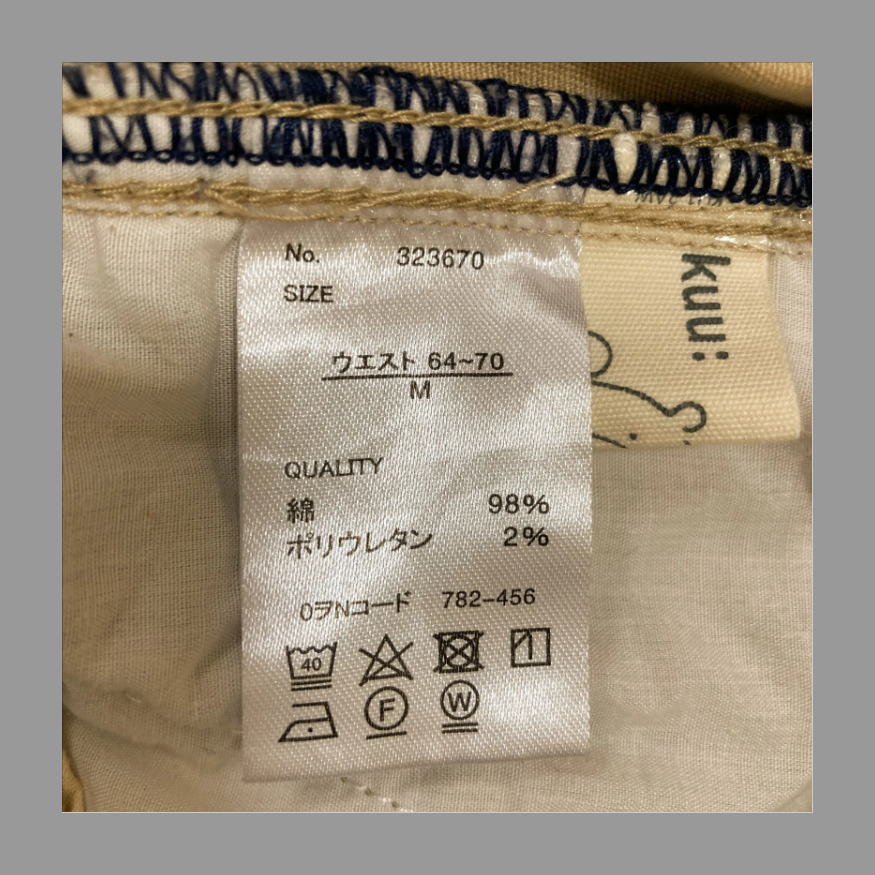 No. 323670
SIZE
ウエスト 64~70
M
QUALITY
綿 98%
ポリウレタン 2%
0ヲNコード 782-456
40
F
W
kuu: